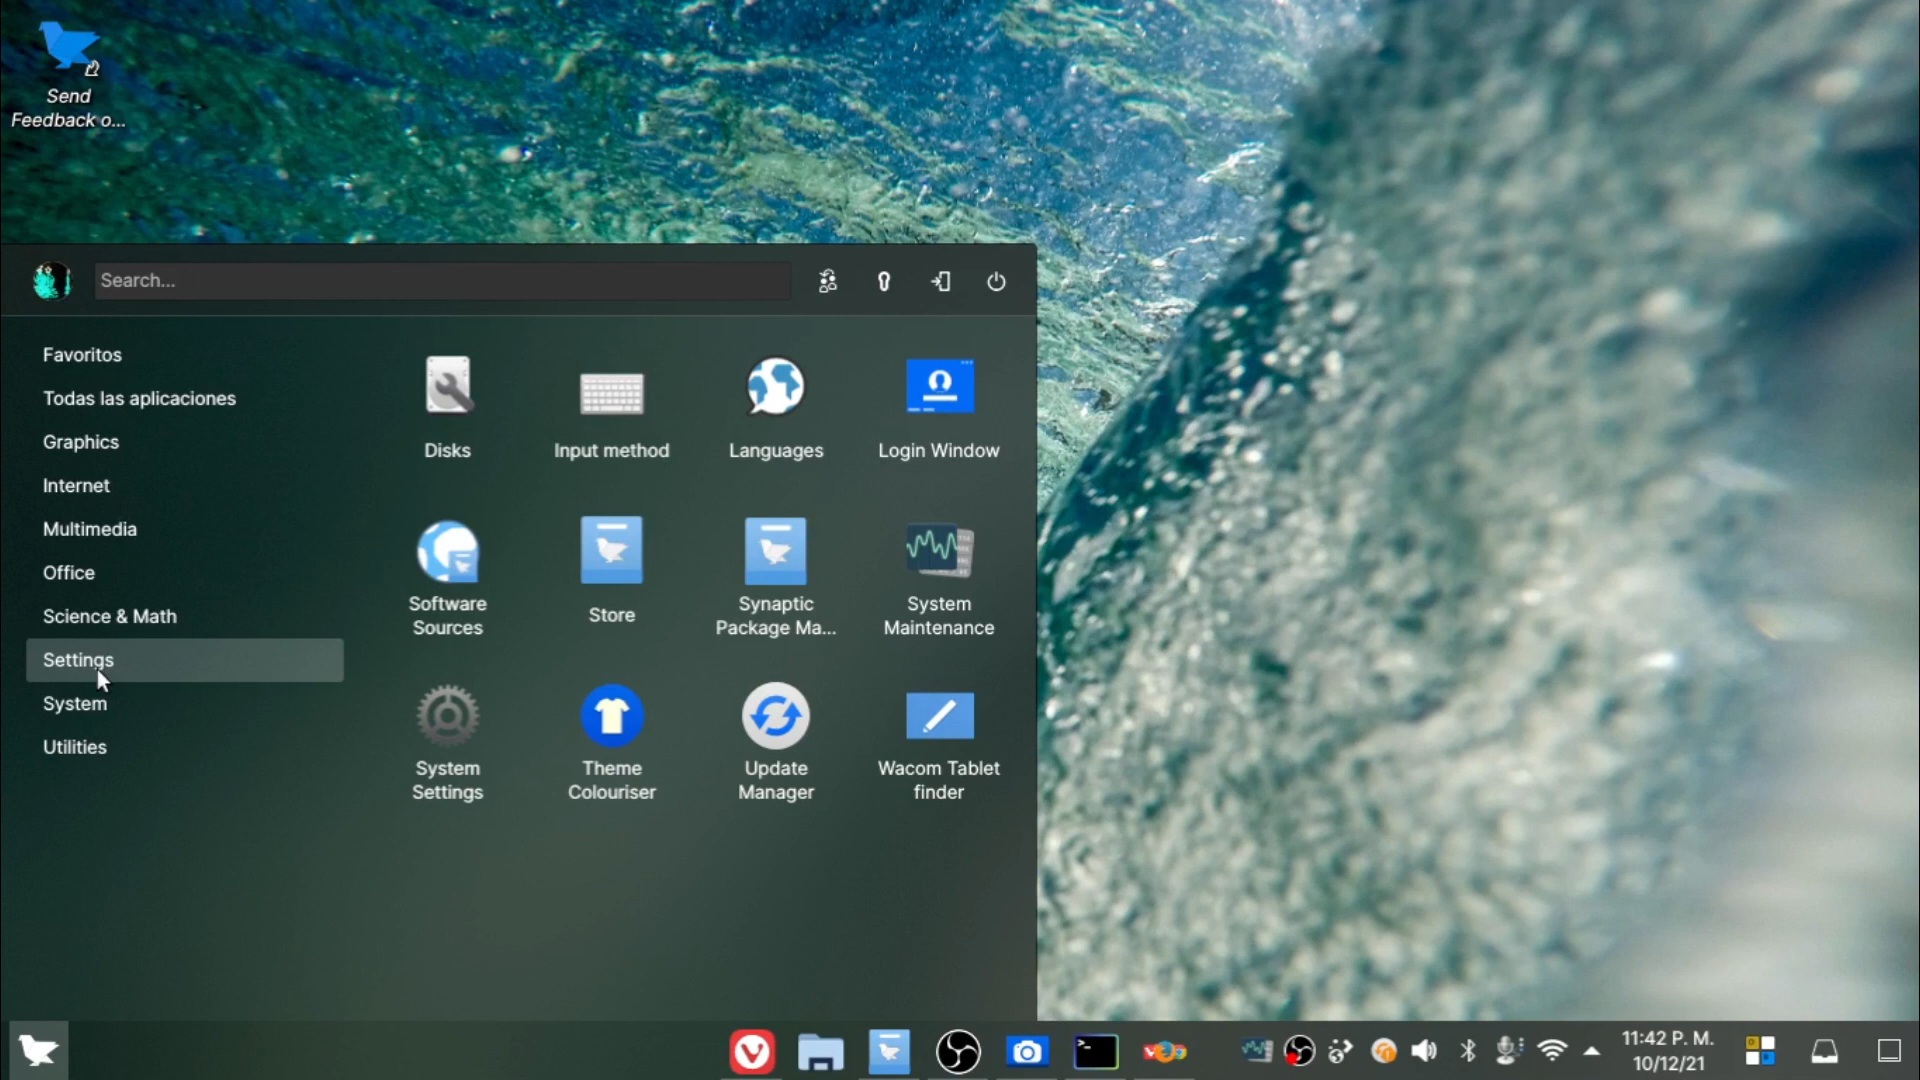 Send
Feedback o...
Search...
Favoritos
Todas las aplicaciones
Graphics
Internet
Multimedia
Office
Science & Math
Settings
System
Utilities
Disks
Input method
Languages
Login Window
Software
Sources
Store
Synaptic
Package Ma...
System
Maintenance
System
Settings
Theme
Colouriser
Update
Manager
Wacom Tablet
finder
11:42 P. M.
10/12/21